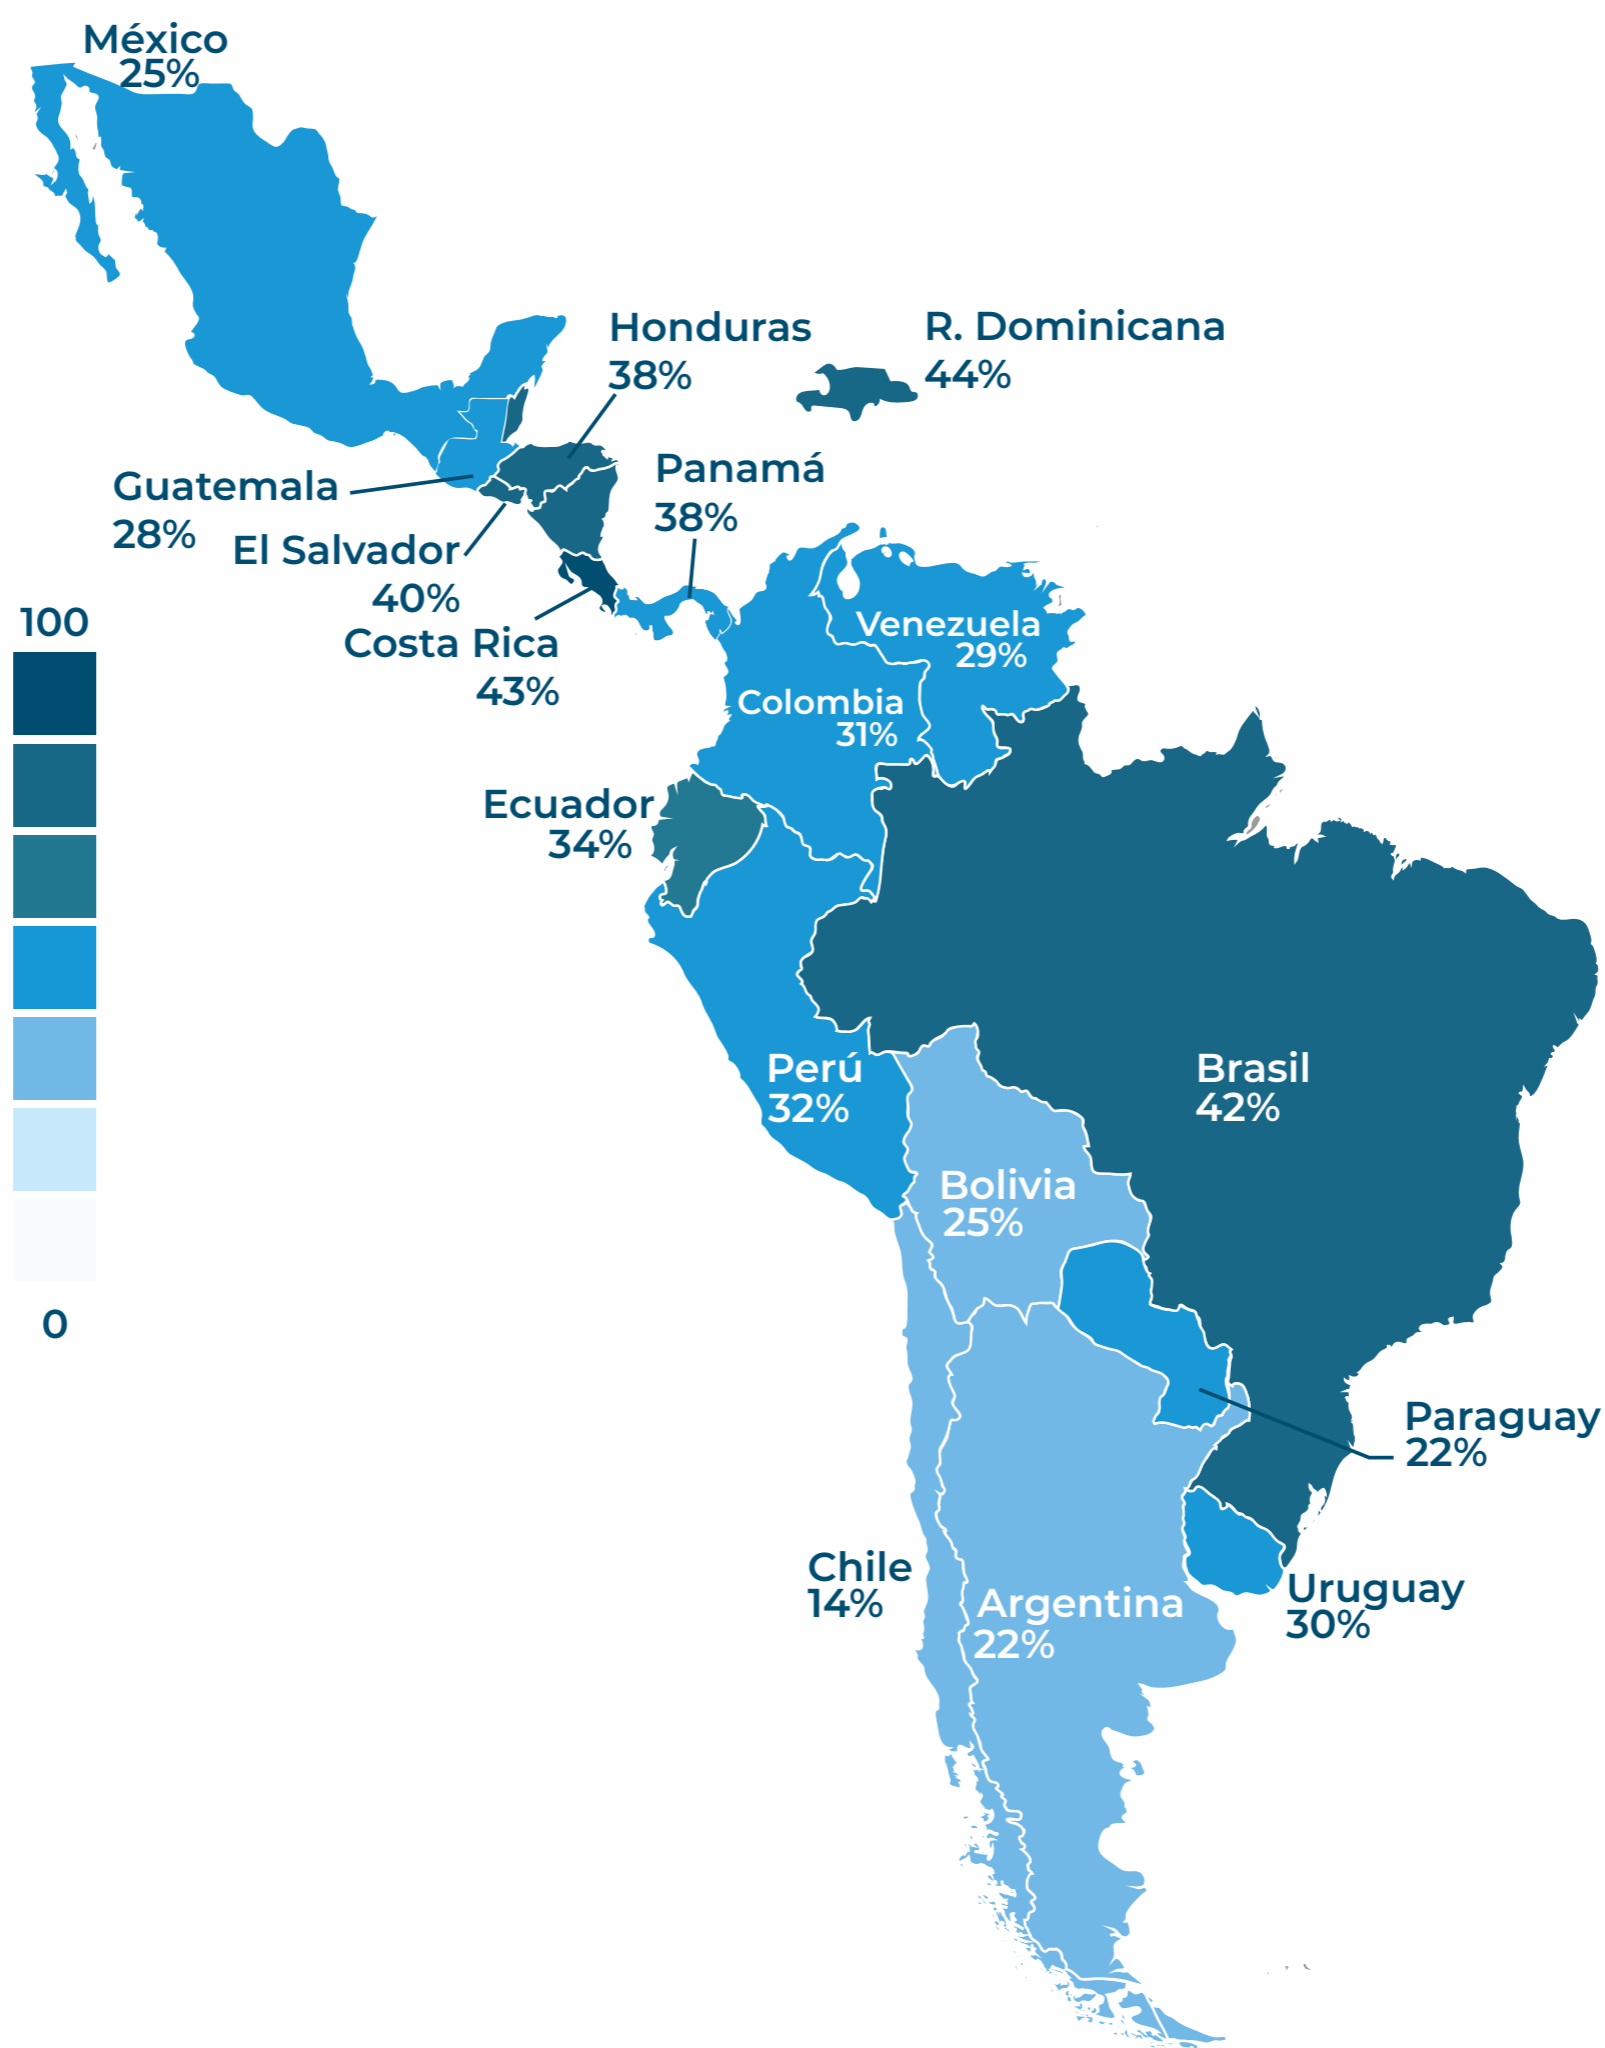 México
25%
Honduras
38%
R. Dominicana
44%
Guatemala
28%
El Salvador
40%
Panamá
38%
Costa Rica
43%
100
0
Venezuela
29%
Colombia
31%
Ecuador
34%
Perú
32%
Brasil
42%
Bolivia
25%
Paraguay
22%
Chile
14%
Argentina
22%
Uruguay
30%